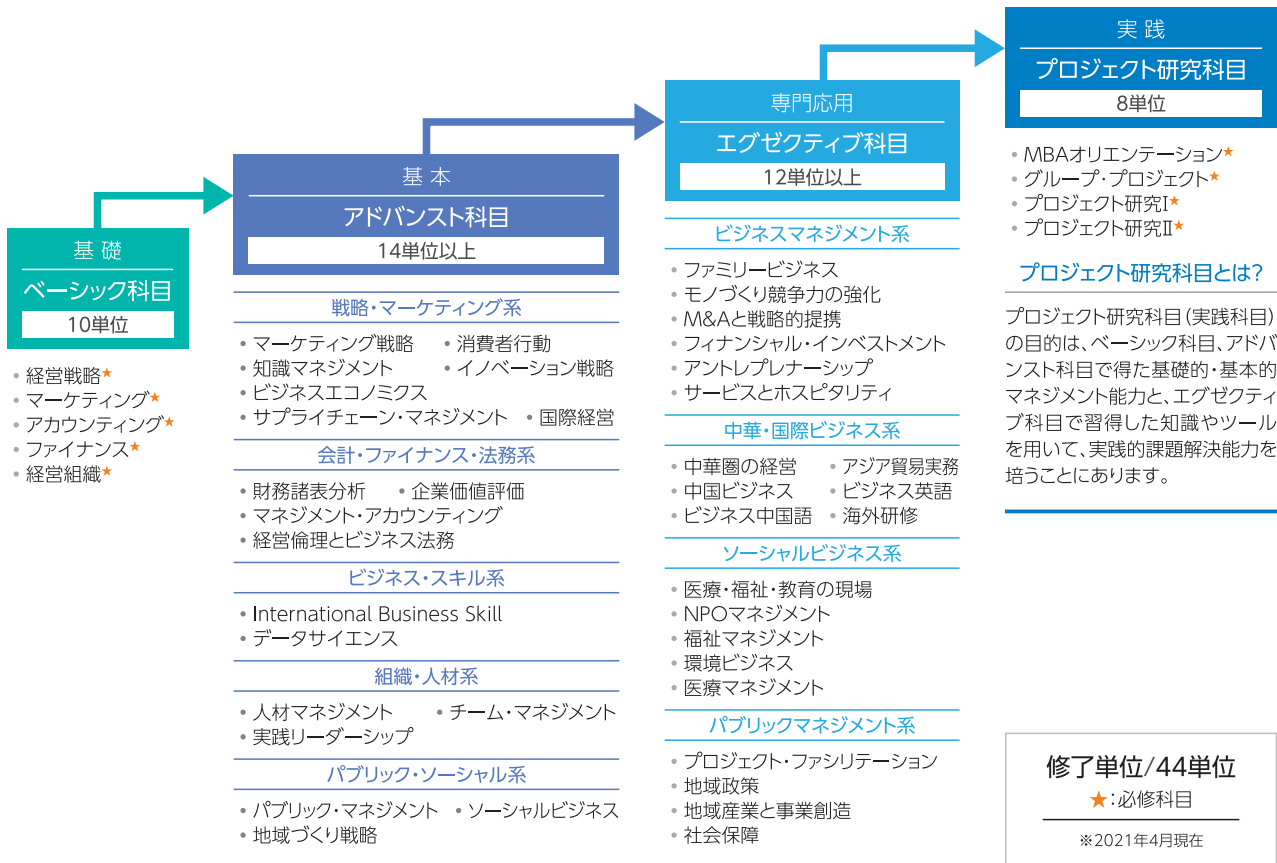 基 礎
ベーシック科目
10単位
・経営戦略★
・マーケティング★
・アカウンティング★
・ファイナンス★
・経営組織★
基 本
アドバンスト科目
14単位以上
戦略・マーケティング系
・マーケティング戦略 ・消費者行動
・知識マネジメント ・イノベーション戦略
・ビジネスエコノミクス
・サプライチェーン・マネジメント ・国際経営
会計・ファイナンス・法務系
・財務諸表分析 ・企業価値評価
・マネジメント・アカウンティング
・経営倫理とビジネス法務
ビジネス・スキル系
・International Business Skill
・データサイエンス
組織・人材系
・人材マネジメント ・チーム・マネジメント
・実践リーダーシップ
パブリック・ソーシャル系
・パブリック・マネジメント ・ソーシャルビジネス
・地域づくり戦略
専門応用
エグゼクティブ科目
12単位以上
ビジネスマネジメント系
・ファミリービジネス
・モノづくり競争力の強化
・M&Aと戦略的提携
・フィナンシャル・インベストメント
・アントレプレナーシップ
・サービスとホスピタリティ
中華・国際ビジネス系
・中華圏の経営 ・アジア貿易実務
・中国ビジネス ・ビジネス英語
・ビジネス中国語 ・海外研修
ソーシャルビジネス系
・医療・福祉・教育の現場
・NPOマネジメント
・福祉マネジメント
・環境ビジネス
・医療マネジメント
パブリックマネジメント系
・プロジェクト・ファシリテーション
・地域政策
・地域産業と事業創造
・社会保障
実 践
プロジェクト研究科目
8単位
・MBAオリエンテーション★
・グループ・プロジェクト★
・プロジェクト研究Ⅰ★
・プロジェクト研究Ⅱ★
プロジェクト研究科目とは?
プロジェクト研究科目(実践科目)
の目的は、ベーシック科目、アドバ
ンスト科目で得た基礎的・基本的
マネジメント能力と、エグゼクティ
ブ科目で習得した知識やツール
を用いて、実践的課題解決能力を
培うことにあります。
修了単位/44単位
★:必修科目
※2021年4月現在